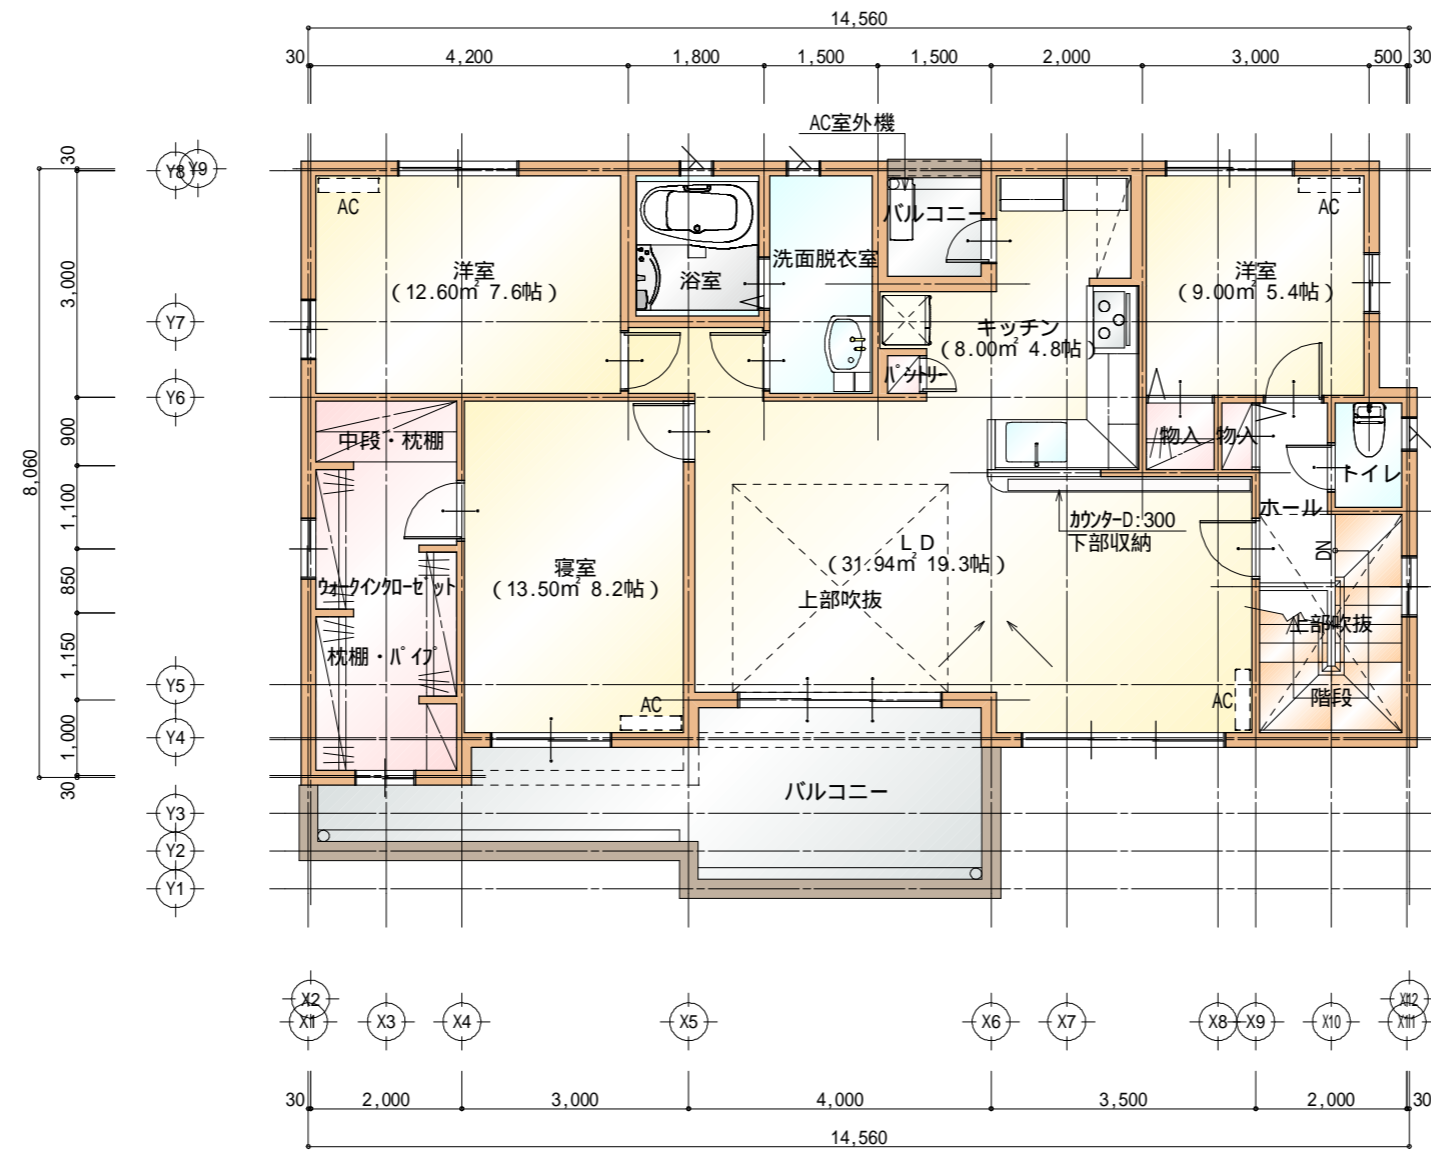 14,560
30 4,200 1,800 1,500 1,500 2,000 3,000 500 30
AC室外機
30
3,000
900
1,100
850
1,150
1,000
30
8,060
Y8 Y9
Y7
Y6
Y5
Y4
Y3
Y2
Y1
AC
洋室
(12.60㎡ 7.6帖)
浴室
洗面脱衣室
バルコニー
キッチン
(8.00㎡ 4.8帖)
パントリー
AC
洋室
(9.00㎡ 5.4帖)
中段・枕棚
物入 物入
トイレ
ホール
カウンターD:300
下部収納
DN
L D
(31.94㎡ 19.3帖)
上部吹抜
寝室
(13.50㎡ 8.2帖)
ウォークインクローゼット
枕棚・パイプ
上部吹抜
階段
AC
AC
バルコニー
X2 X12
X1 X3 X4 X5 X6 X7 X8 X9 X10 X11
30 2,000 3,000 4,000 3,500 2,000 30
14,560